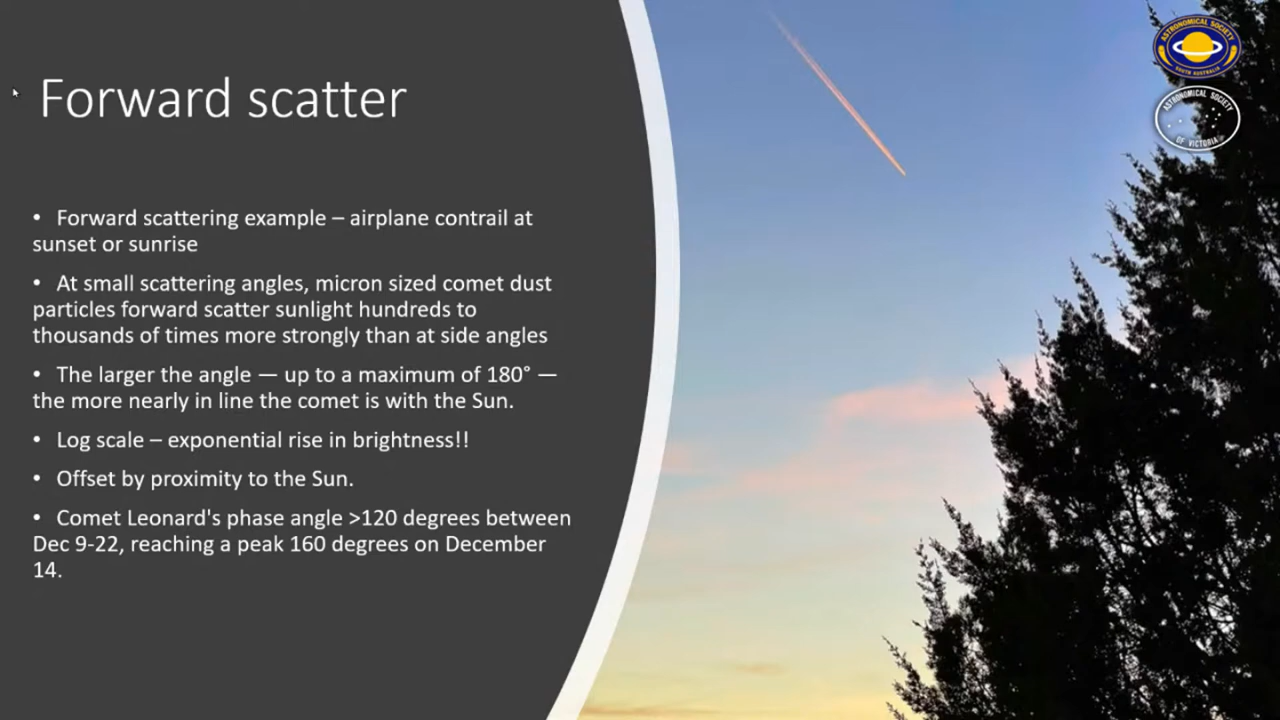 Forward scatter
• Forward scattering example – airplane contrail at
sunset or sunrise
• At small scattering angles, micron sized comet dust
particles forward scatter sunlight hundreds to
thousands of times more strongly than at side angles
• The larger the angle — up to a maximum of 180° —
the more nearly in line the comet is with the Sun.
• Log scale – exponential rise in brightness!!
• Offset by proximity to the Sun.
• Comet Leonard's phase angle >120 degrees between
Dec 9-22, reaching a peak 160 degrees on December
14.
ASTRONOMICAL SOCIETY
SOUTH AUSTRALIA
ASTRONOMICAL SOCIETY
OF VICTORIA